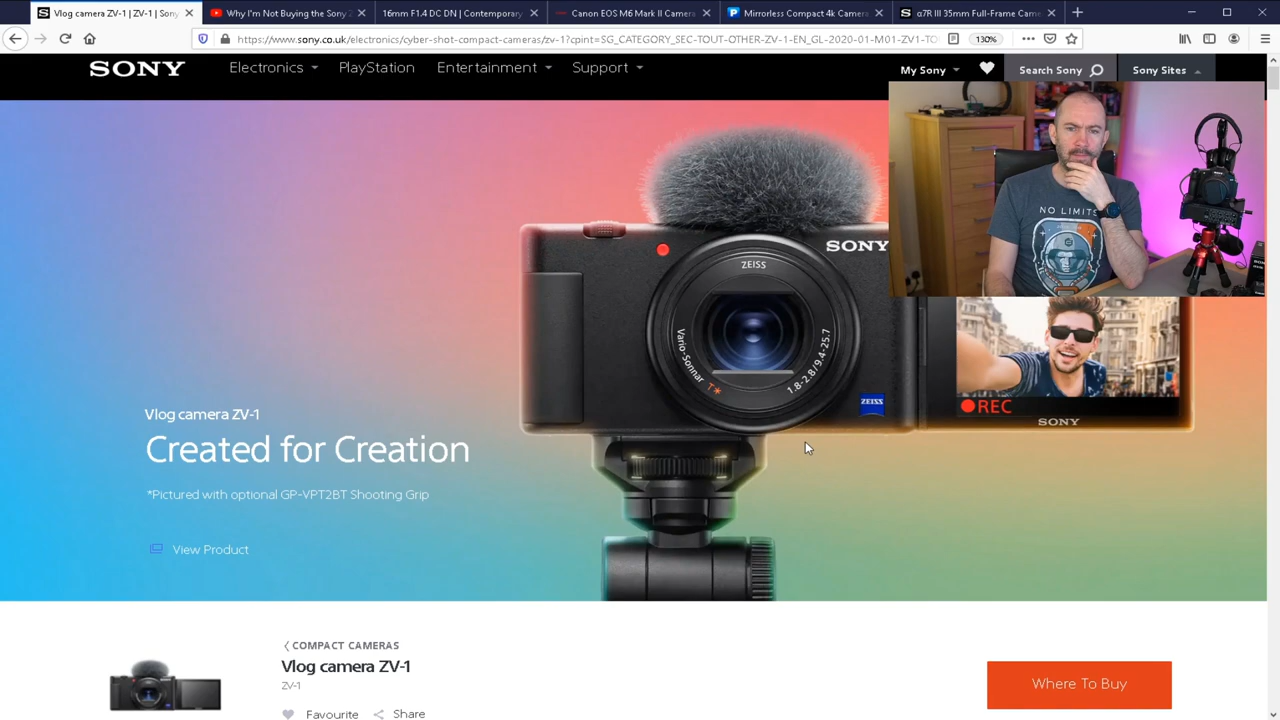 Vlog camera ZV-1 | ZV-1 | Sony
Why I'm Not Buying the Sony Z
16mm F1.4 DC DN | Contemporary
Canon EOS M6 Mark II Camera
Mirrorless Compact 4k Camera
α7R III 35mm Full-Frame Came
https://www.sony.co.uk/electronics/cyber-shot-compact-cameras/zv-1?cpint=SG_CATEGORY_SEC-TOUT-OTHER-ZV-1-EN_GL-2020-01-M01-ZV1-TO
130%
SONY
Electronics
PlayStation
Entertainment
Support
My Sony
Search Sony
Sony Sites
NO LIMITS
SONY
ZEISS
Vario-Sonnar T*
1.8-2.8/9.4-25.7
ZEISS
REC
SONY
Vlog camera ZV-1
Created for Creation
*Pictured with optional GP-VPT2BT Shooting Grip
View Product
COMPACT CAMERAS
Vlog camera ZV-1
ZV-1
Where To Buy
Favourite
Share